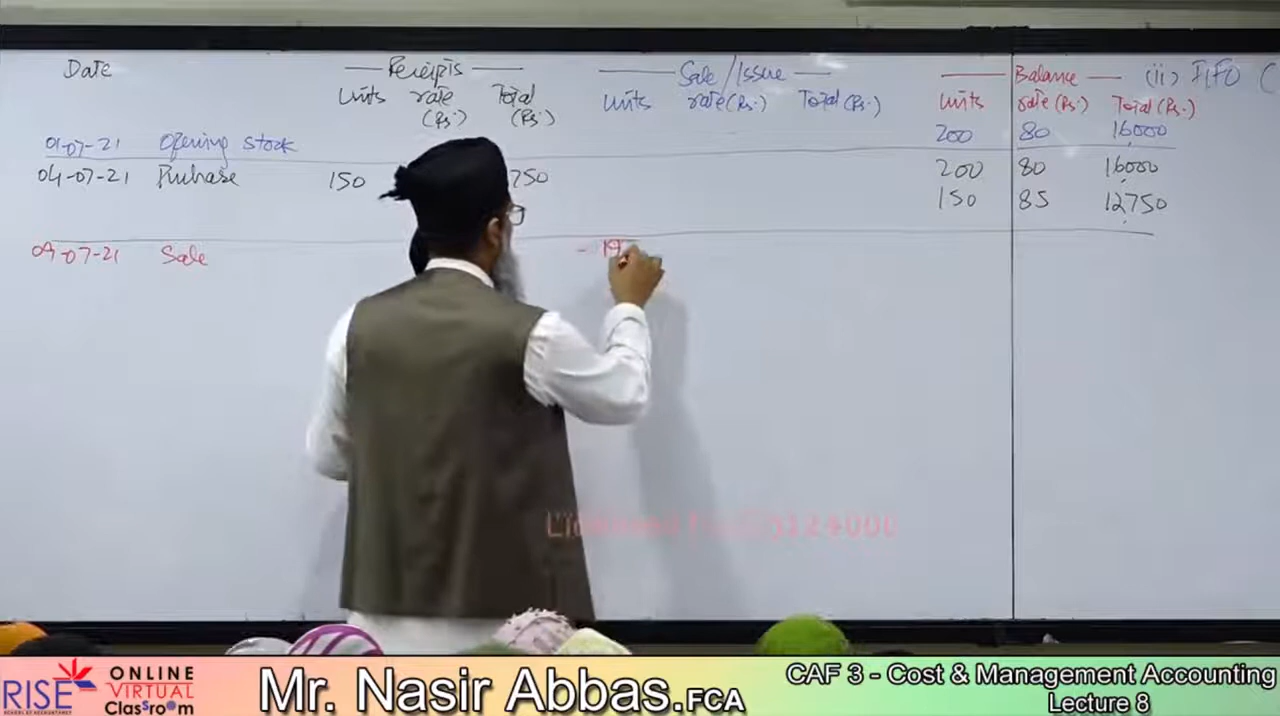 Date Receipts Sale/Issue Balance (ii) FIFO (
Units rate (Rs.) Total (Rs.) Units rate (Rs.) Total (Rs.) Units rate (Rs.) Total (Rs.)
01-07-21 Opening stock 200 80 16000
04-07-21 Purchase 150 750 200 80 16000
150 85 12750
09-07-21 Sale 19
RISE ONLINE VIRTUAL Classroom
Mr. Nasir Abbas.FCA
CAF 3 - Cost & Management Accounting
Lecture 8